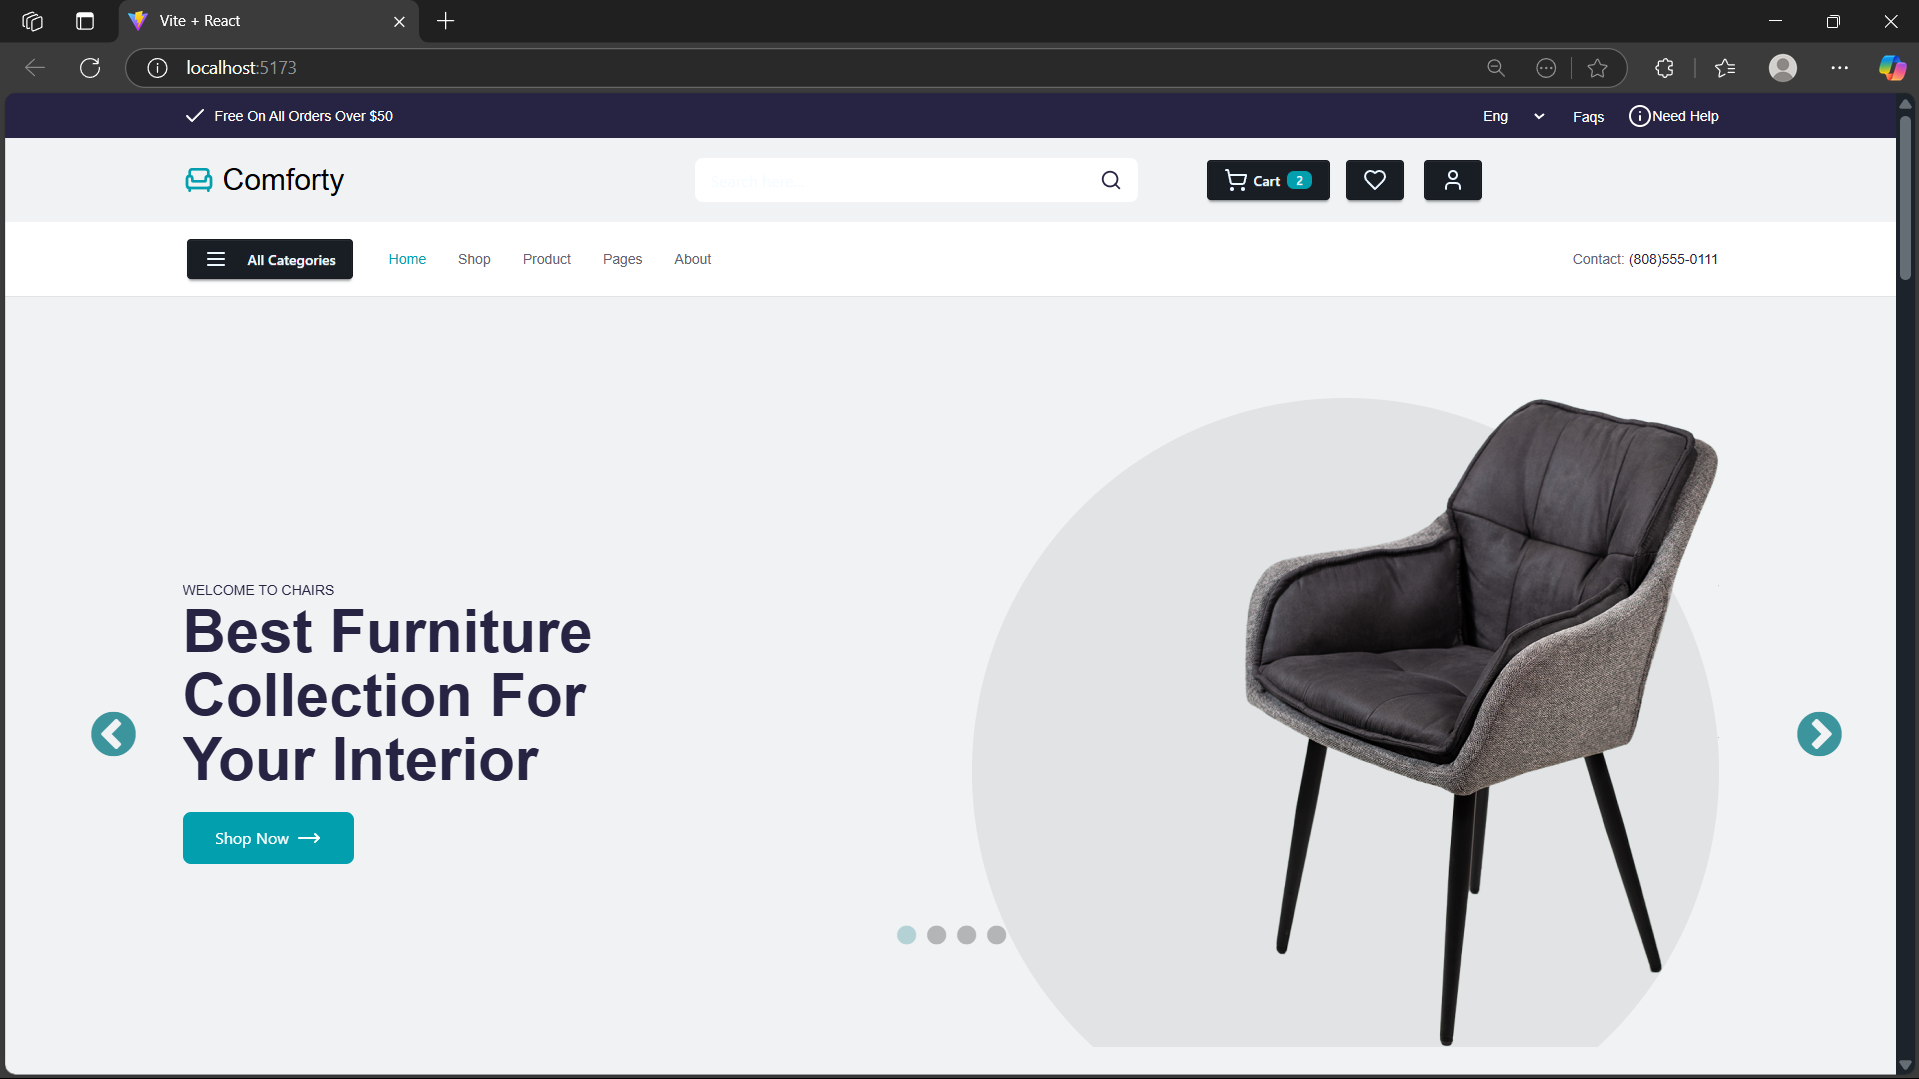 Vite + React
localhost:5173
Free On All Orders Over $50
Eng
Faqs
Need Help
Comforty
Search here...
Cart 2
All Categories
Home
Shop
Product
Pages
About
Contact: (808)555-0111
WELCOME TO CHAIRS
Best Furniture
Collection For
Your Interior
Shop Now